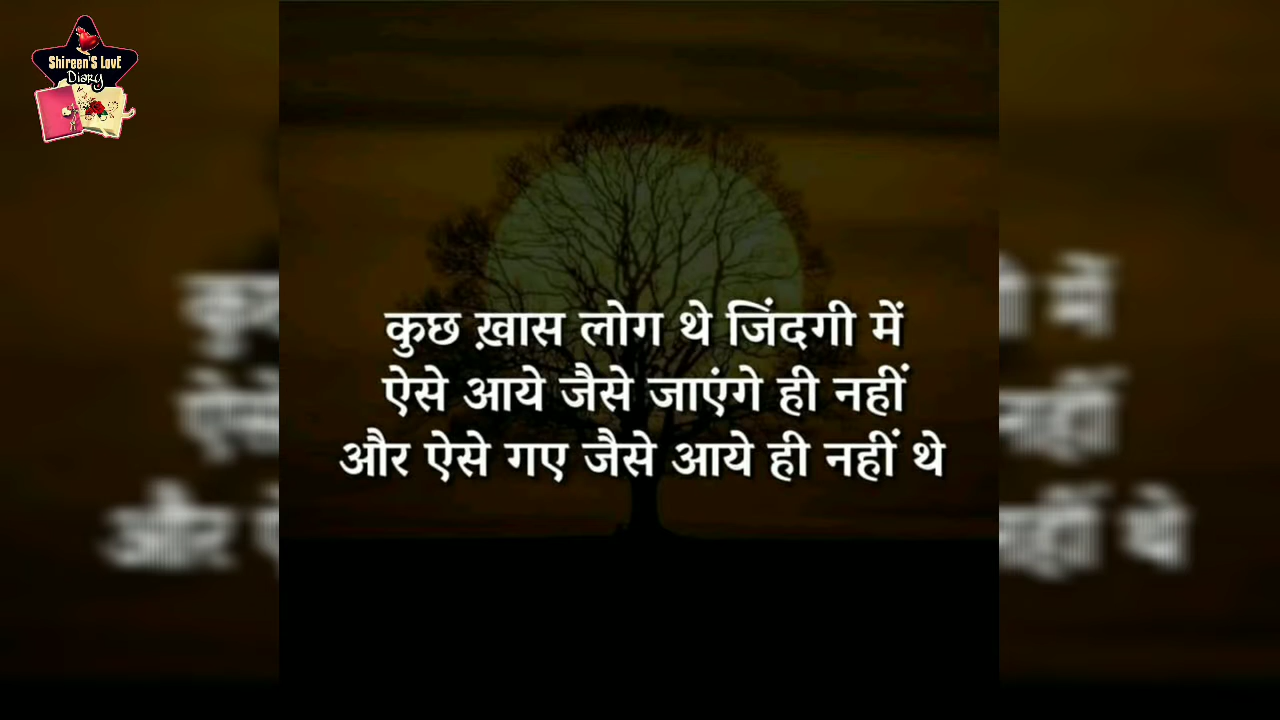 Shireen'S LovE
Diary
कुछ ख़ास लोग थे जिंदगी में
ऐसे आये जैसे जाएंगे ही नहीं
और ऐसे गए जैसे आये ही नहीं थे